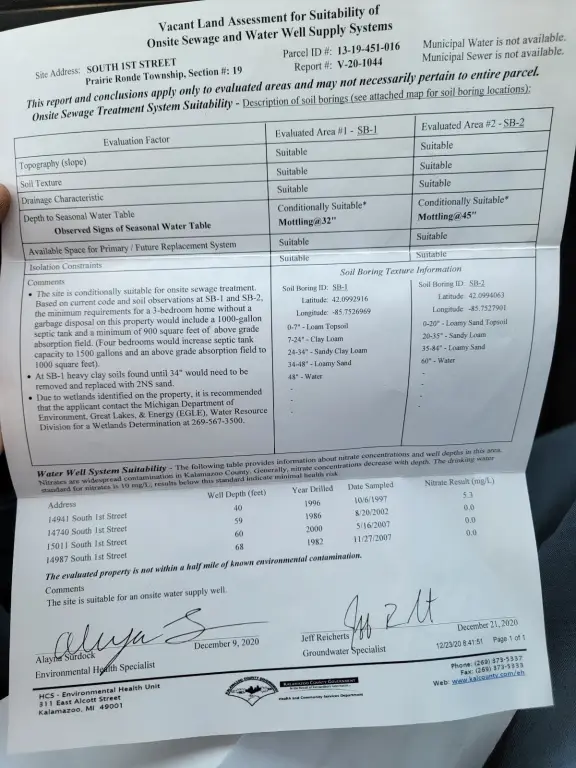 Vacant Land Assessment for Suitability of
Onsite Sewage and Water Well Supply Systems
Site Address: SOUTH 1ST STREET
Prairie Ronde Township, Section #: 19
Parcel ID #: 13-19-451-016
Report #: V-20-1044
Municipal Water is not available.
Municipal Sewer is not available.
This report and conclusions apply only to evaluated areas and may not necessarily pertain to entire parcel.
Onsite Sewage Treatment System Suitability - Description of soil borings (see attached map for soil boring locations):
Evaluation Factor Evaluated Area #1 - SB-1 Evaluated Area #2 - SB-2
Topography (slope) Suitable Suitable
Soil Texture Suitable Suitable
Drainage Characteristic Suitable Suitable
Depth to Seasonal Water Table Conditionally Suitable* Conditionally Suitable*
Observed Signs of Seasonal Water Table Mottling@32" Mottling@45"
Available Space for Primary / Future Replacement System Suitable Suitable
Isolation Constraints Suitable Suitable
Comments
• The site is conditionally suitable for onsite sewage treatment.
Based on current code and soil observations at SB-1 and SB-2,
the minimum requirements for a 3-bedroom home without a
garbage disposal on this property would include a 1000-gallon
septic tank and a minimum of 900 square feet of above grade
absorption field. (Four bedrooms would increase septic tank
capacity to 1500 gallons and an above grade absorption field to
1000 square feet).
• At SB-1 heavy clay soils found until 34" would need to be
removed and replaced with 2NS sand.
• Due to wetlands identified on the property, it is recommended
that the applicant contact the Michigan Department of
Environment, Great Lakes, & Energy (EGLE), Water Resource
Division for a Wetlands Determination at 269-567-3500.
Soil Boring Texture Information
Soil Boring ID: SB-1
Latitude: 42.0992916
Longitude: -85.7526969
0-7" - Loam Topsoil
7-24" - Clay Loam
24-34" - Sandy Clay Loam
34-48" - Loamy Sand
48" - Water
-
-
-
Soil Boring ID: SB-2
Latitude: 42.0994063
Longitude: -85.7527901
0-20" - Loamy Sand Topsoil
20-35" - Sandy Loam
35-84" - Loamy Sand
60" - Water
-
-
-
-
Water Well System Suitability - The following table provides information about nitrate concentrations and well depths in this area.
Nitrates are widespread contamination in Kalamazoo County. Generally, nitrate concentrations decrease with depth. The drinking water
standard for nitrates is 10 mg/L; results below this standard indicate minimal health risk.
Address Well Depth (feet) Year Drilled Date Sampled Nitrate Result (mg/L)
14941 South 1st Street 40 1996 10/6/1997 5.3
14740 South 1st Street 59 1986 8/20/2002 0.0
15011 South 1st Street 60 2000 5/16/2007 0.0
14987 South 1st Street 68 1982 11/27/2007 0.0
The evaluated property is not within a half mile of known environmental contamination.
Comments
The site is suitable for an onsite water supply well.
Alayna Surdock
Environmental Health Specialist
December 9, 2020
Jeff Reicherts
Groundwater Specialist
December 21, 2020
12/23/20 8:41:51 Page 1 of 1
HCS - Environmental Health Unit
311 East Alcott Street
Kalamazoo, MI 49001
KALAMAZOO COUNTY GOVERNMENT
Health and Community Services Department
Phone: (269) 373-5337
Fax: (269) 373-5333
Web: www.kalcounty.com/eh